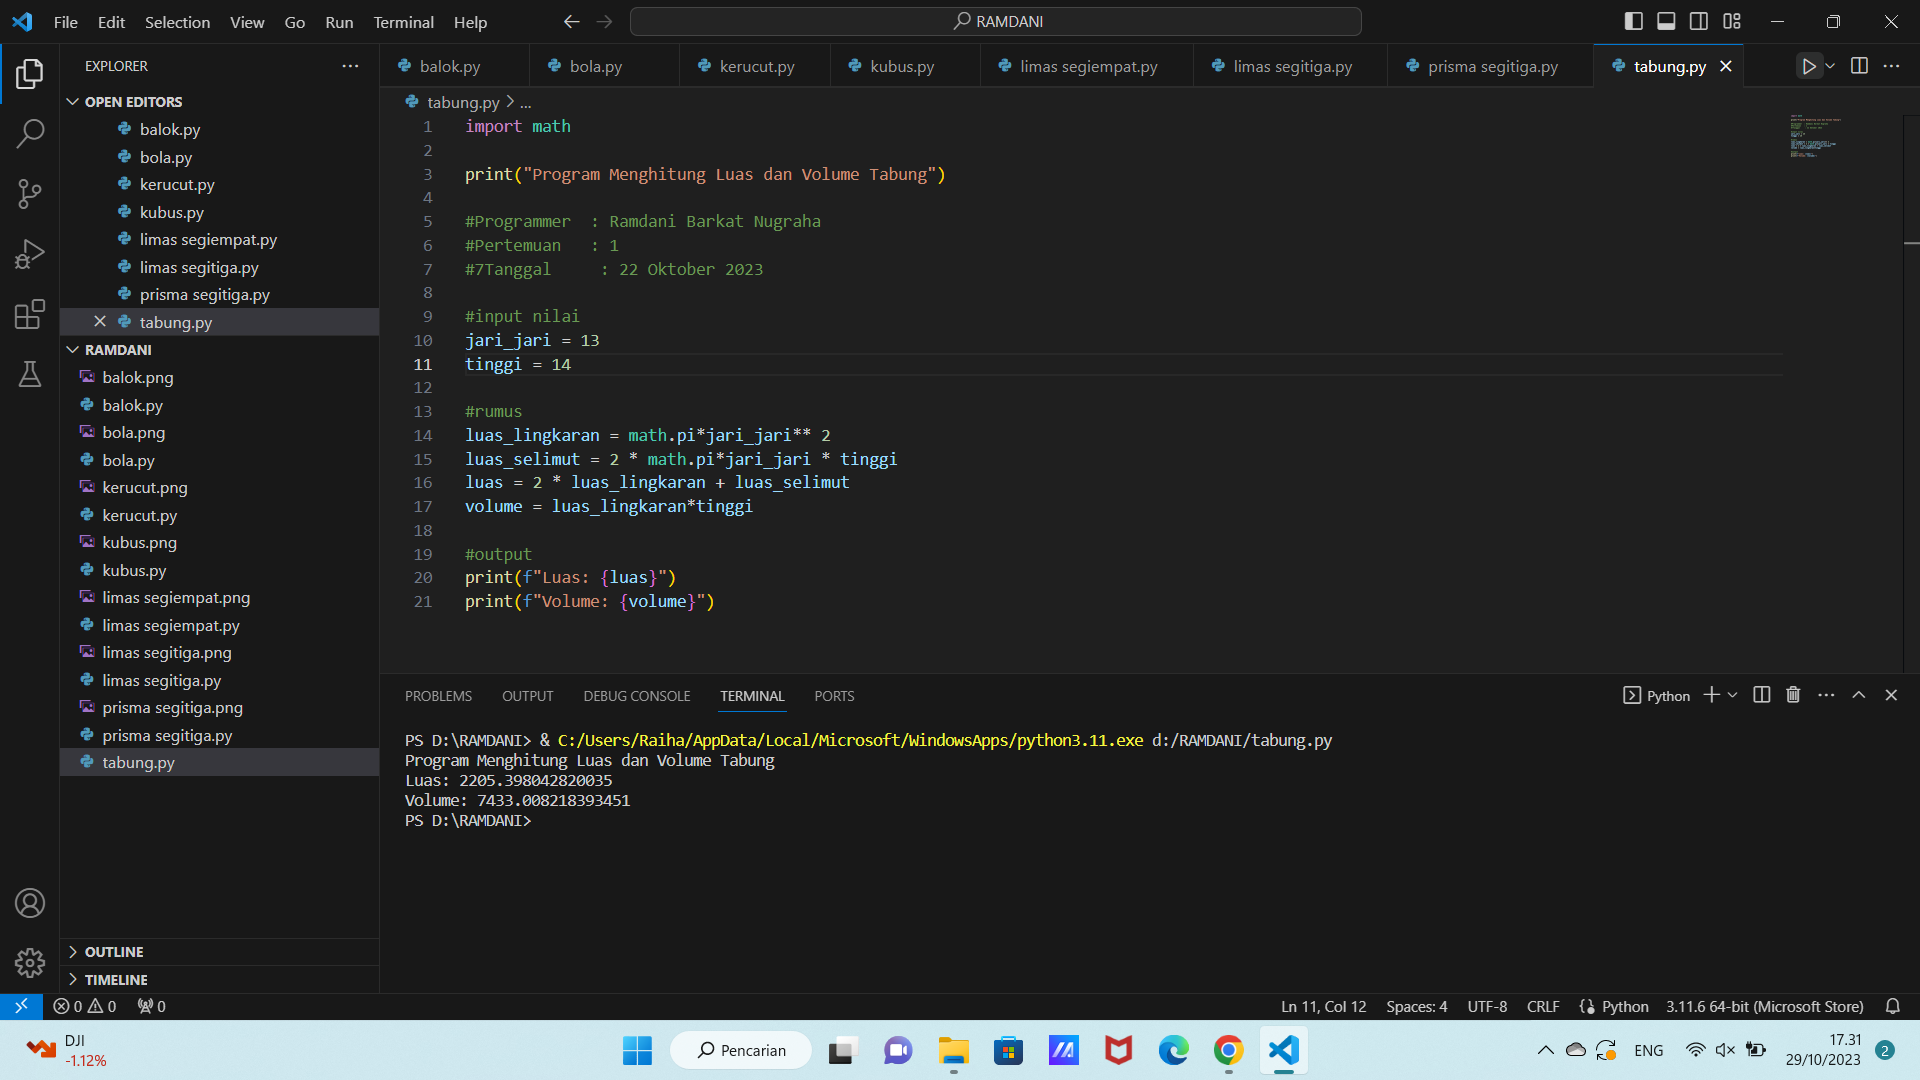 File Edit Selection View Go Run Terminal Help
RAMDANI
EXPLORER
OPEN EDITORS
balok.py
bola.py
kerucut.py
kubus.py
limas segiempat.py
limas segitiga.py
prisma segitiga.py
tabung.py
RAMDANI
balok.png
balok.py
bola.png
bola.py
kerucut.png
kerucut.py
kubus.png
kubus.py
limas segiempat.png
limas segiempat.py
limas segitiga.png
limas segitiga.py
prisma segitiga.png
prisma segitiga.py
tabung.py
OUTLINE
TIMELINE
balok.py bola.py kerucut.py kubus.py limas segiempat.py limas segitiga.py prisma segitiga.py tabung.py
tabung.py > ...
1 import math
2
3 print("Program Menghitung Luas dan Volume Tabung")
4
5 #Programmer  : Ramdani Barkat Nugraha
6 #Pertemuan   : 1
7 #7Tanggal     : 22 Oktober 2023
8
9 #input nilai
10 jari_jari = 13
11 tinggi = 14
12
13 #rumus
14 luas_lingkaran = math.pi*jari_jari** 2
15 luas_selimut = 2 * math.pi*jari_jari * tinggi
16 luas = 2 * luas_lingkaran + luas_selimut
17 volume = luas_lingkaran*tinggi
18
19 #output
20 print(f"Luas: {luas}")
21 print(f"Volume: {volume}")
PROBLEMS OUTPUT DEBUG CONSOLE TERMINAL PORTS
Python
PS D:\RAMDANI> & C:/Users/Raiha/AppData/Local/Microsoft/WindowsApps/python3.11.exe d:/RAMDANI/tabung.py
Program Menghitung Luas dan Volume Tabung
Luas: 2205.398042820035
Volume: 7433.008218393451
PS D:\RAMDANI>
0 0 0
Ln 11, Col 12 Spaces: 4 UTF-8 CRLF Python 3.11.6 64-bit (Microsoft Store)
DJI
-1.12%
Pencarian
ENG
17.31
29/10/2023
2